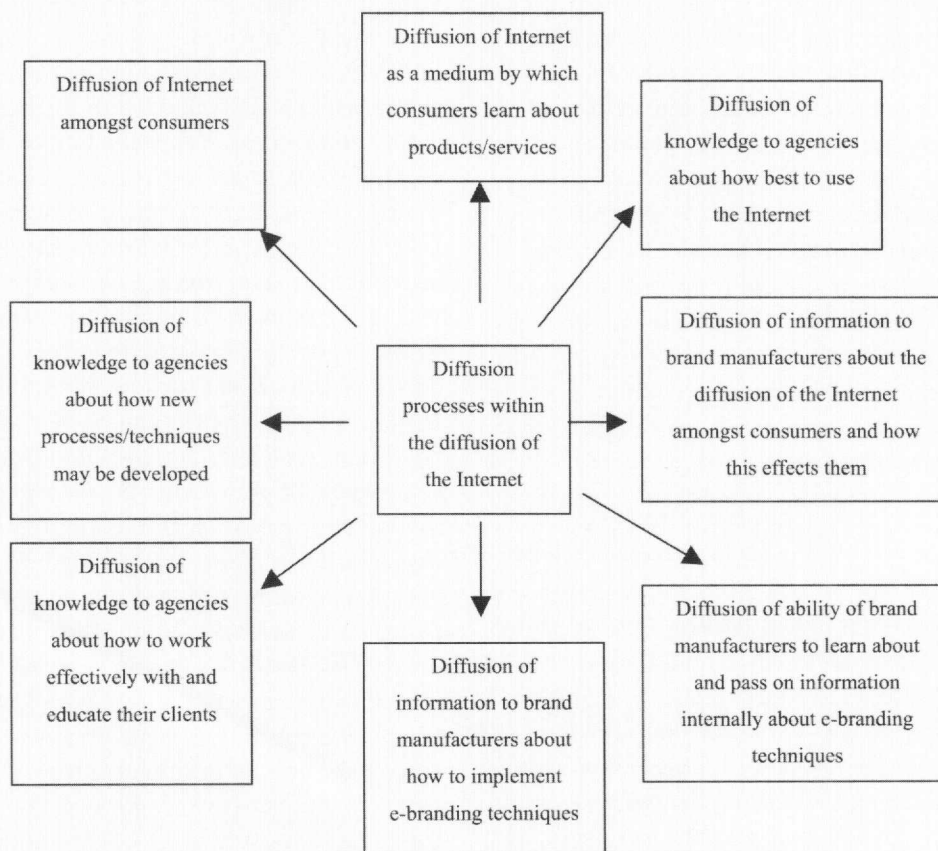 Diffusion of Internet
amongst consumers
Diffusion of Internet
as a medium by which
consumers learn about
products/services
Diffusion of
knowledge to agencies
about how best to use
the Internet
Diffusion of
knowledge to agencies
about how new
processes/techniques
may be developed
Diffusion
processes within
the diffusion of
the Internet
Diffusion of information to
brand manufacturers about the
diffusion of the Internet
amongst consumers and how
this effects them
Diffusion of
knowledge to agencies
about how to work
effectively with and
educate their clients
Diffusion of
information to brand
manufacturers about
how to implement
e-branding techniques
Diffusion of ability of brand
manufacturers to learn about
and pass on information
internally about e-branding
techniques